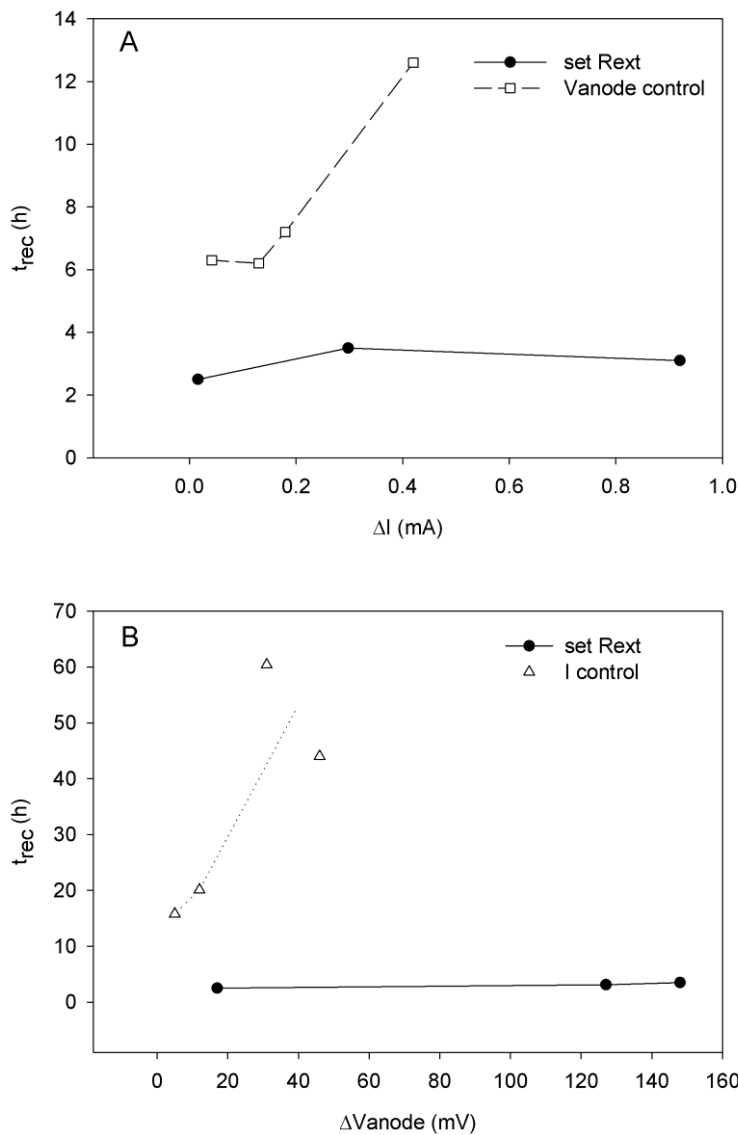 A
set Rext
Vanode control
14
12
10
8
6
4
2
0
t_rec (h)
0.0 0.2 0.4 0.6 0.8 1.0
ΔI (mA)
B
set Rext
I control
70
60
50
40
30
20
10
0
t_rec (h)
0 20 40 60 80 100 120 140 160
ΔVanode (mV)